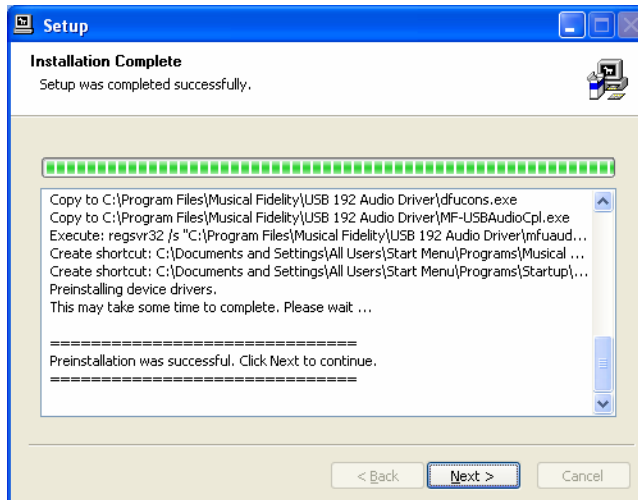 Setup
Installation Complete
Setup was completed successfully.
Copy to C:\Program Files\Musical Fidelity\USB 192 Audio Driver\dfucons.exe
Copy to C:\Program Files\Musical Fidelity\USB 192 Audio Driver\MF-USBAudioCpl.exe
Execute: regsvr32 /s "C:\Program Files\Musical Fidelity\USB 192 Audio Driver\mfuaud...
Create shortcut: C:\Documents and Settings\All Users\Start Menu\Programs\Musical ...
Create shortcut: C:\Documents and Settings\All Users\Start Menu\Programs\Startup\...
Preinstalling device drivers.
This may take some time to complete. Please wait ...
==============================
Preinstallation was successful. Click Next to continue.
==============================
< Back
Next >
Cancel